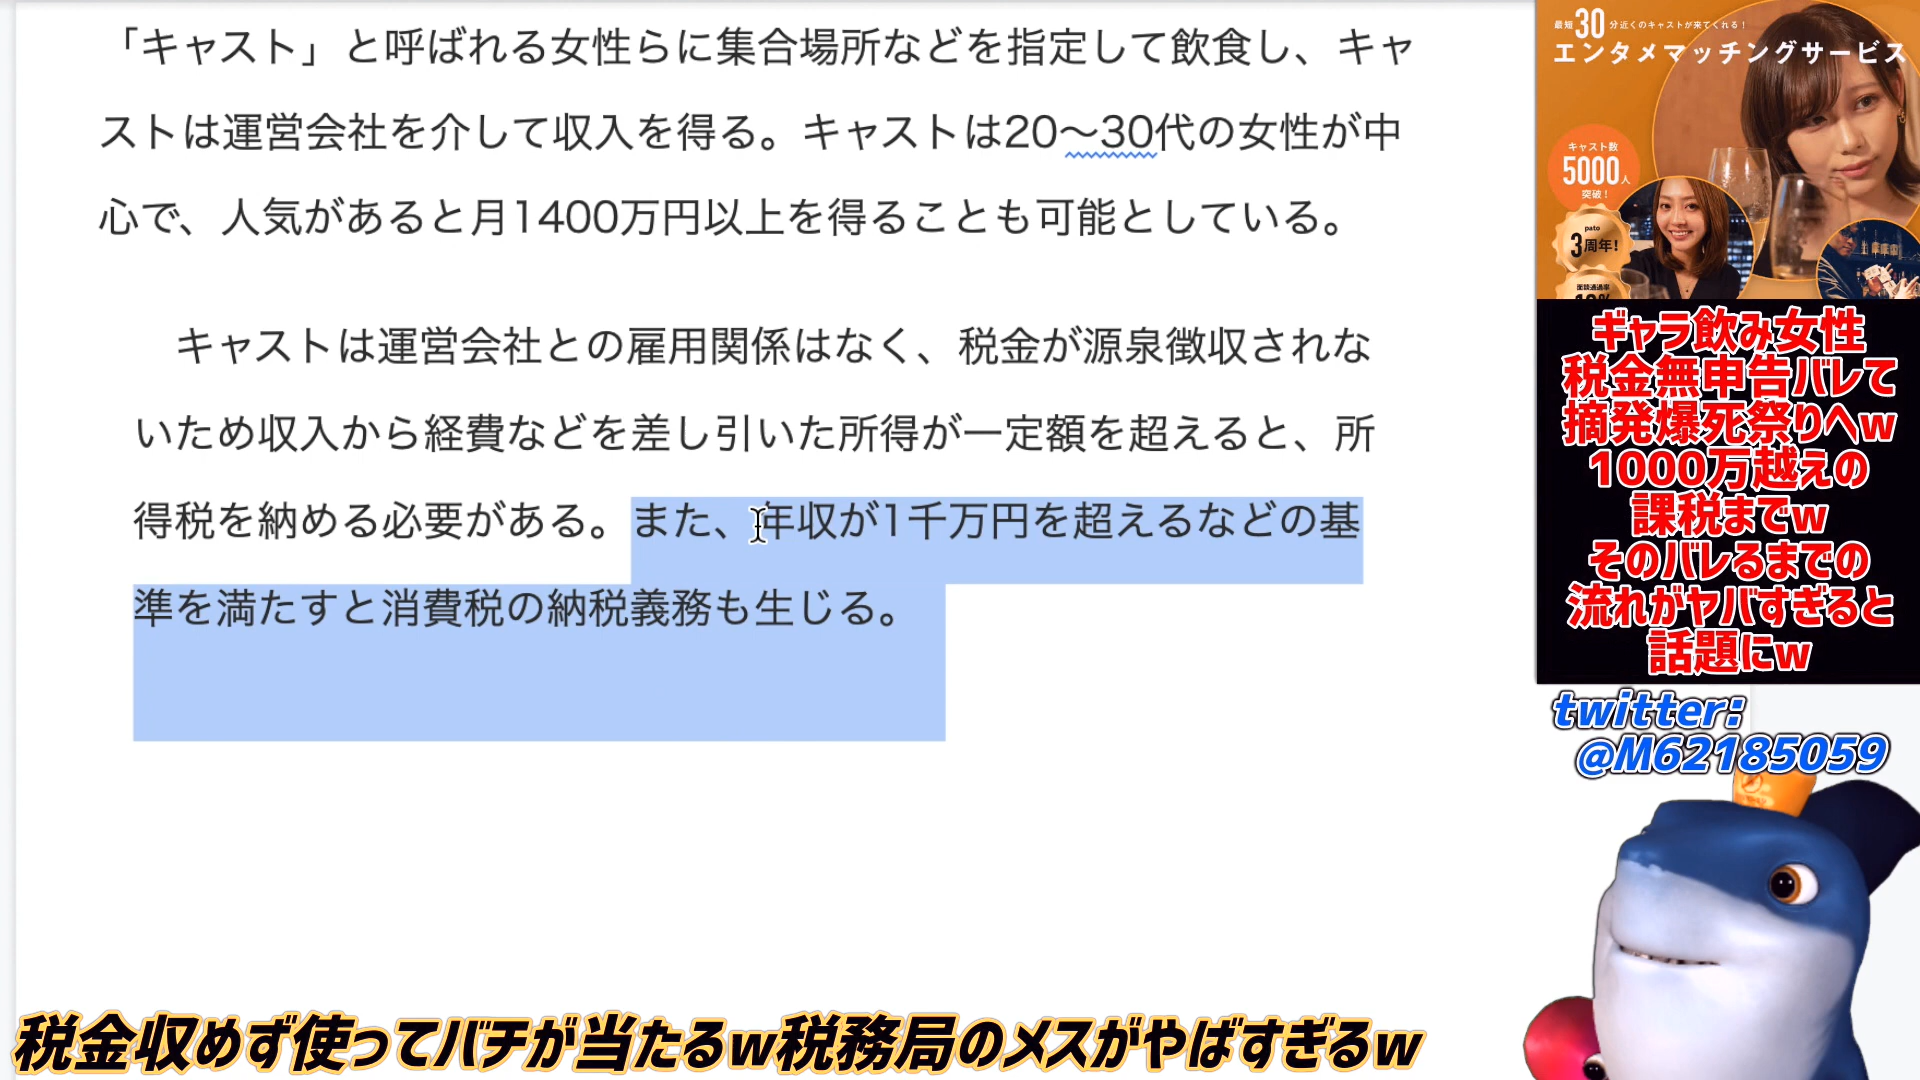 「キャスト」と呼ばれる女性らに集合場所などを指定して飲食し、キャ
ストは運営会社を介して収入を得る。キャストは20〜30代の女性が中
心で、人気があると月1400万円以上を得ることも可能としている。
キャストは運営会社との雇用関係はなく、税金が源泉徴収されな
いため収入から経費などを差し引いた所得が一定額を超えると、所
得税を納める必要がある。また、年収が1千万円を超えるなどの基
準を満たすと消費税の納税義務も生じる。
最短30分近くのキャストが来てくれる!
エンタメマッチングサービス
キャスト数
5000人
突破!
pato
3周年!
面談通過率
ギャラ飲み女性
税金無申告バレて
摘発爆死祭りへw
1000万越えの
課税までw
そのバレるまでの
流れがヤバすぎると
話題にw
twitter:
@M62185059
税金収めず使ってバチが当たるw税務局のメスがやばすぎるw